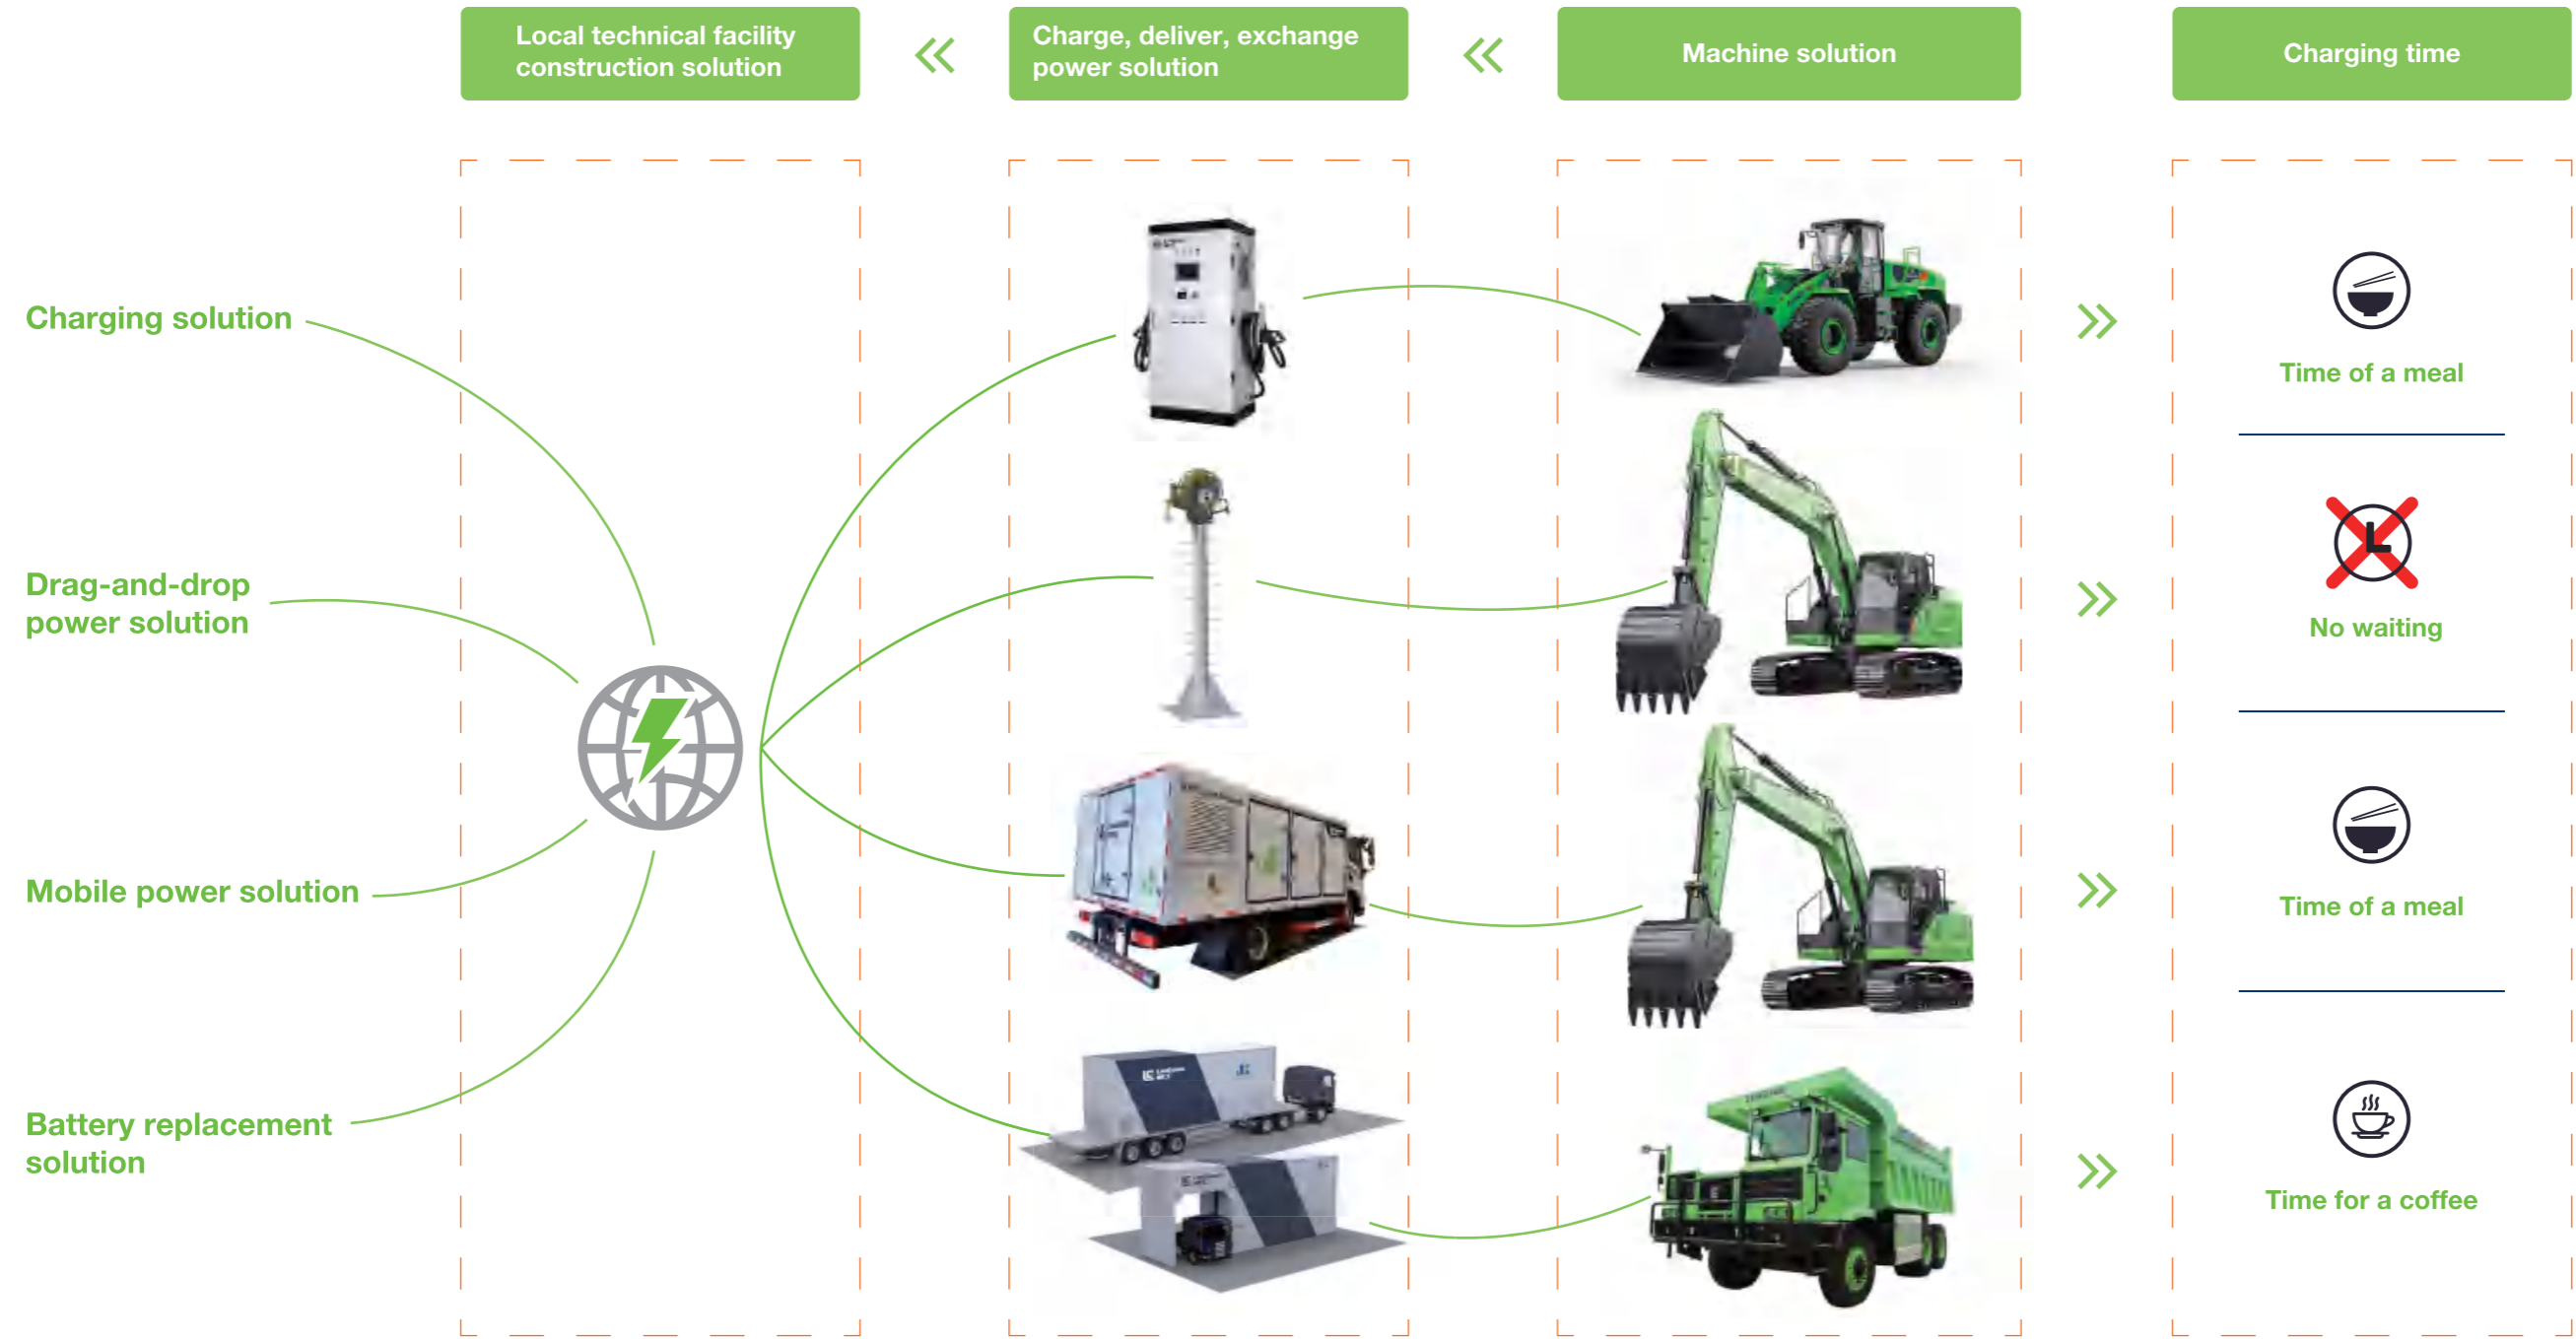 Local technical facility
construction solution
Charge, deliver, exchange
power solution
Machine solution
Charging time
Charging solution
Time of a meal
Drag-and-drop
power solution
No waiting
Mobile power solution
Time of a meal
Battery replacement
solution
Time for a coffee